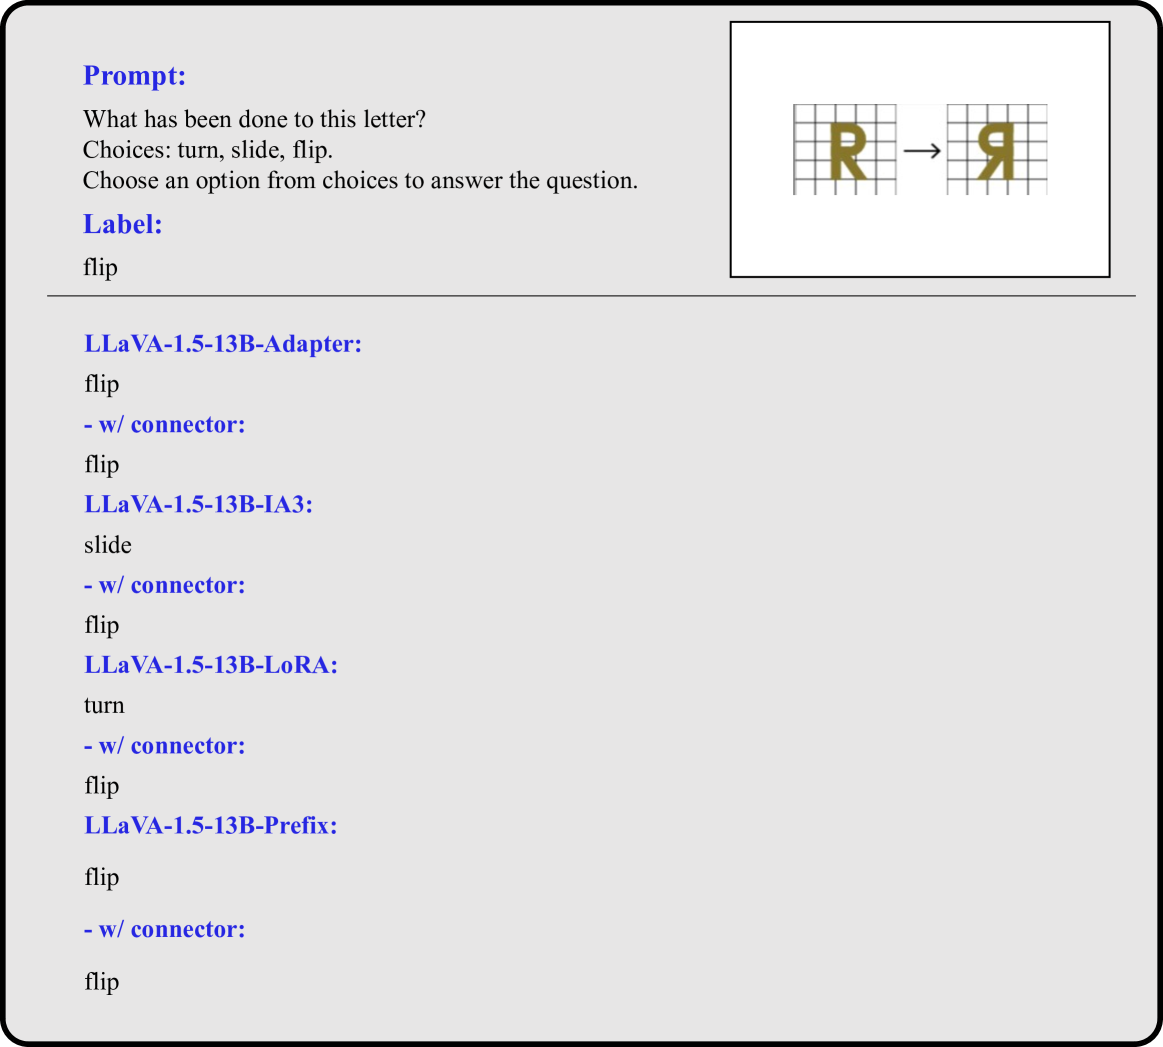 Prompt:
What has been done to this letter?
Choices: turn, slide, flip.
Choose an option from choices to answer the question.
Label:
flip
R → Я
LLaVA-1.5-13B-Adapter:
flip
- w/ connector:
flip
LLaVA-1.5-13B-IA3:
slide
- w/ connector:
flip
LLaVA-1.5-13B-LoRA:
turn
- w/ connector:
flip
LLaVA-1.5-13B-Prefix:
flip
- w/ connector:
flip